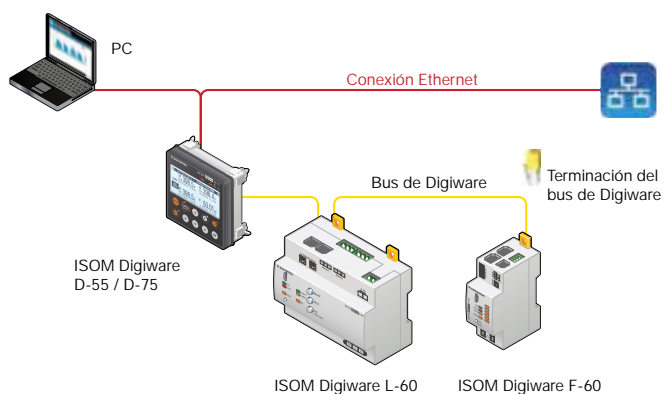 PC
Conexión Ethernet
Bus de Digiware
Terminación del
bus de Digiware
ISOM Digiware
D-55 / D-75
ISOM Digiware L-60
ISOM Digiware F-60